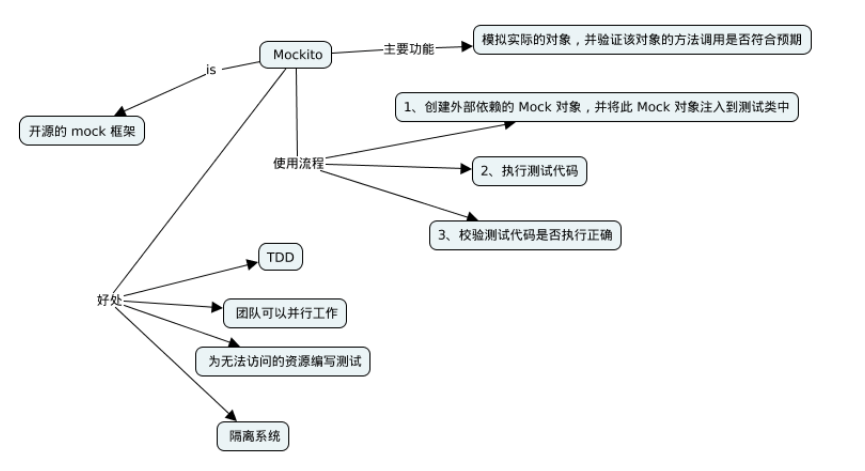 模拟实际的对象，并验证该对象的方法调用是否符合预期
主要功能
Mockito
is
开源的 mock 框架
1、创建外部依赖的 Mock 对象，并将此 Mock 对象注入到测试类中
使用流程
2、执行测试代码
3、校验测试代码是否执行正确
TDD
好处
团队可以并行工作
为无法访问的资源编写测试
隔离系统